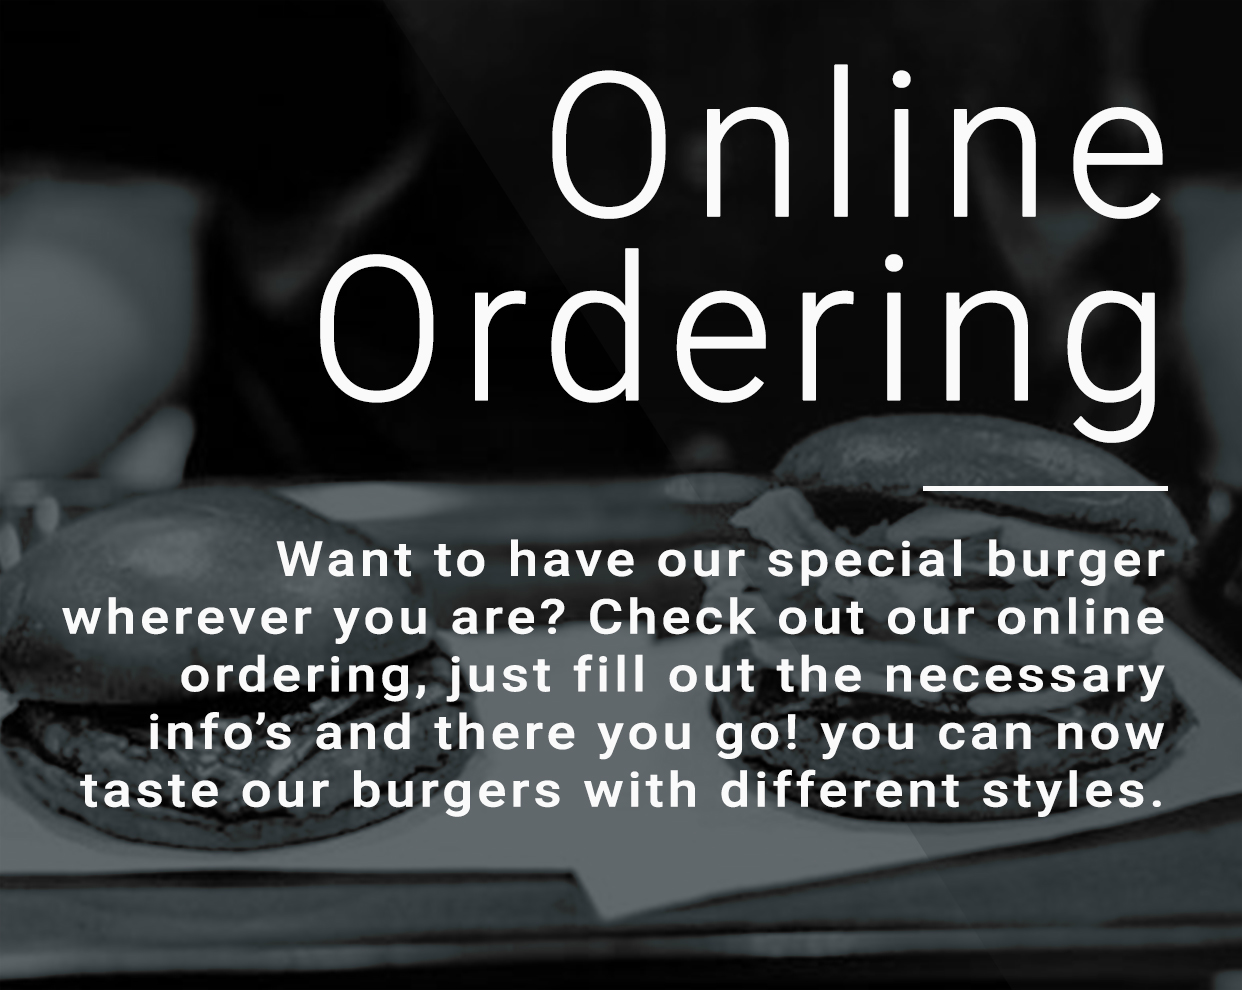 Online
Ordering
Want to have our special burger
wherever you are? Check out our online
ordering, just fill out the necessary
info’s and there you go! you can now
taste our burgers with different styles.